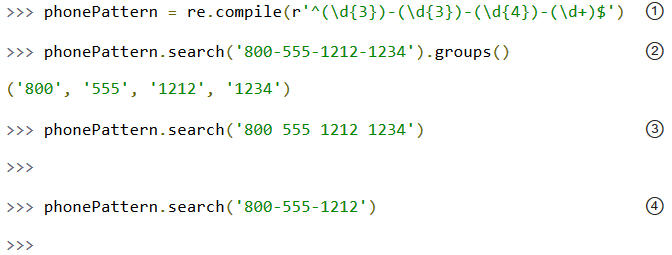 >>> phonePattern = re.compile(r'^(\d{3})-(\d{3})-(\d{4})-(\d+)$') ①
>>> phonePattern.search('800-555-1212-1234').groups() ②
('800', '555', '1212', '1234')
>>> phonePattern.search('800 555 1212 1234') ③
>>>
>>> phonePattern.search('800-555-1212') ④
>>>